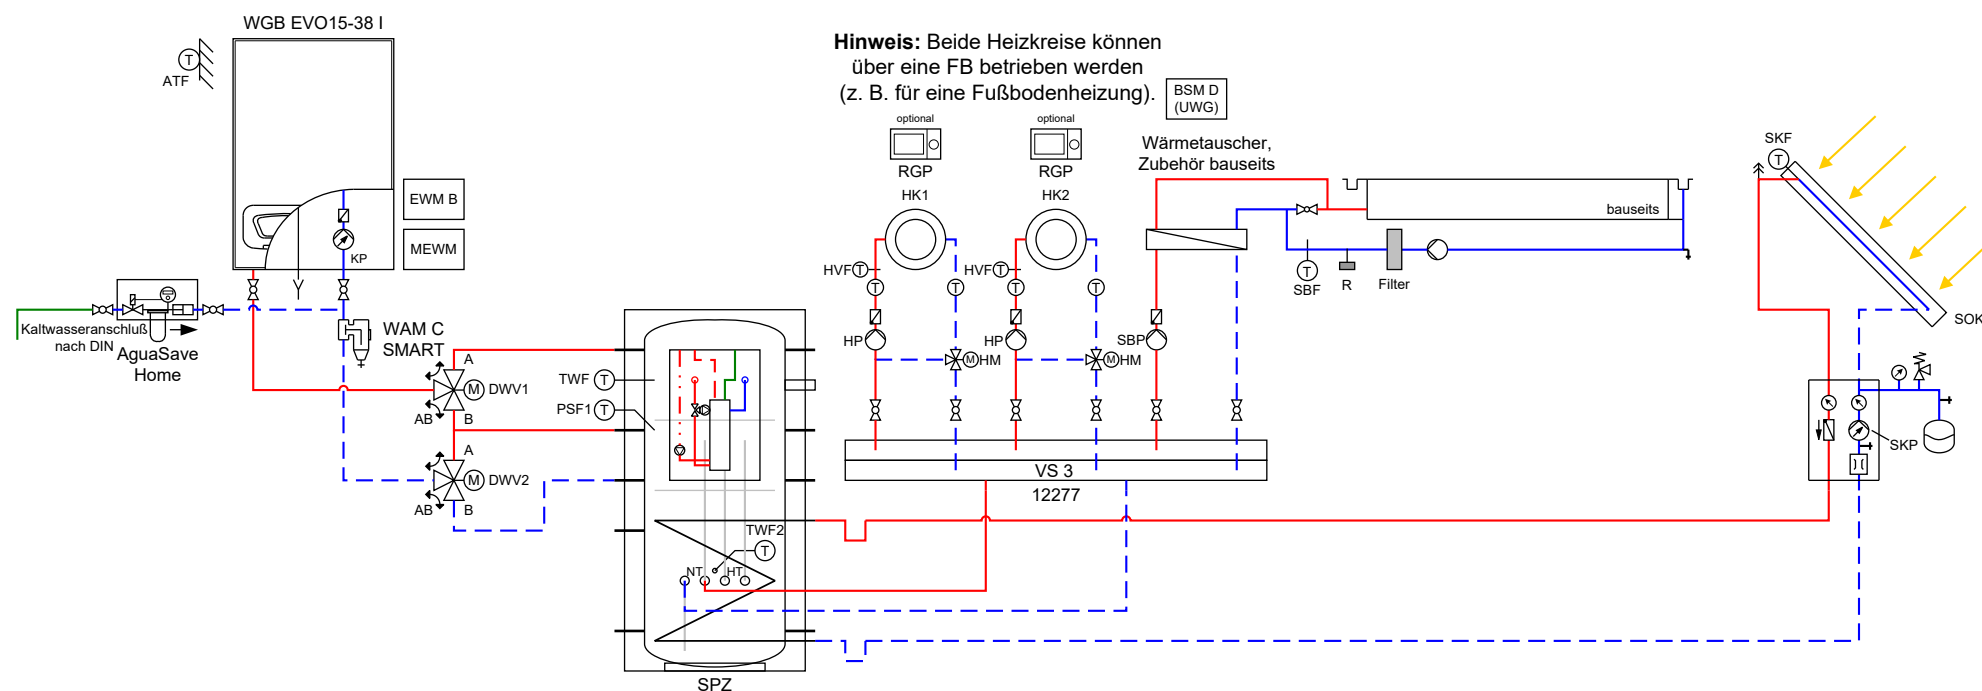 WGB EVO15-38 I
T
ATF
EWM B
MEWM
KP
Kaltwasseranschluß
nach DIN
AguaSave
Home
WAM C
SMART
A
M
DWV1
AB
B
A
M
DWV2
AB
B
TWF
T
PSF1
T
TWF2
T
NT
HT
SPZ
Hinweis: Beide Heizkreise können
über eine FB betrieben werden
(z. B. für eine Fußbodenheizung).
BSM D
(UWG)
optional
RGP
HK1
optional
RGP
HK2
HVF
T
T
T
HP
M
HM
HVF
T
T
T
HP
M
HM
SBP
VS 3
12277
Wärmetauscher,
Zubehör bauseits
bauseits
T
SBF
R
Filter
SKF
T
SOK
SKP